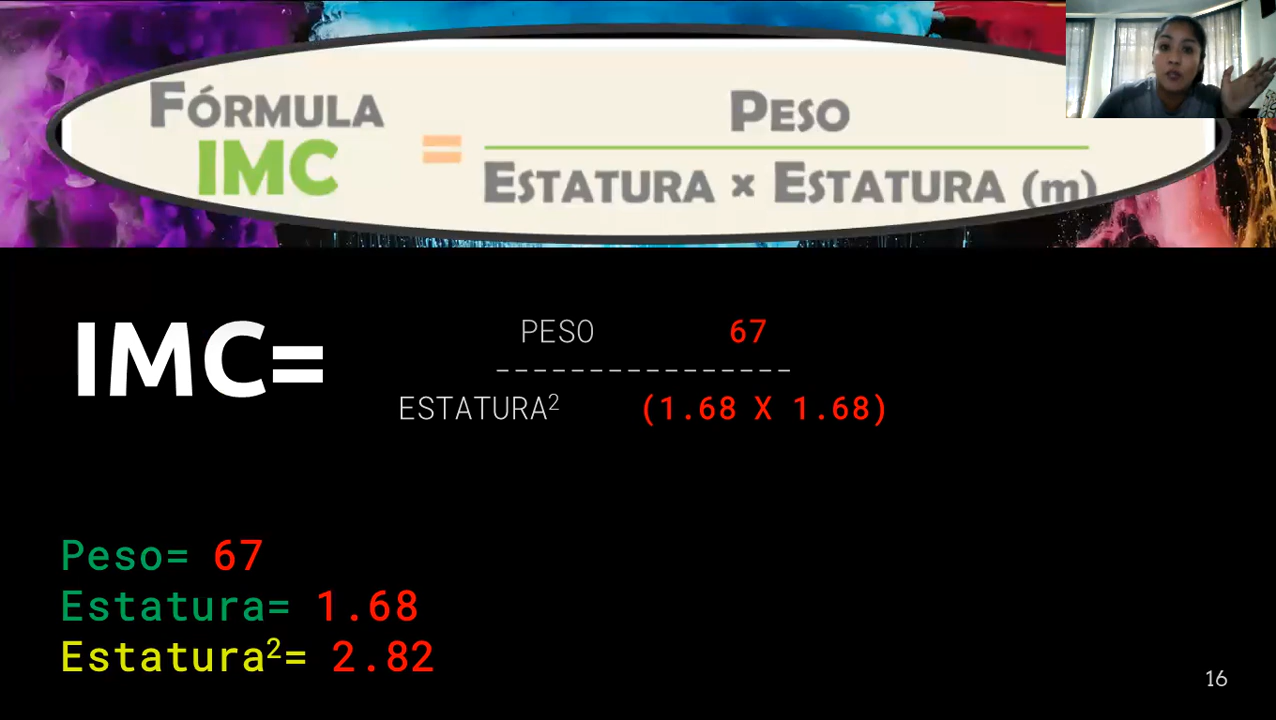 FÓRMULA
IMC
=
PESO
ESTATURA × ESTATURA (m)
IMC=
PESO 67
----------------
ESTATURA² (1.68 X 1.68)
Peso= 67
Estatura= 1.68
Estatura²= 2.82
16